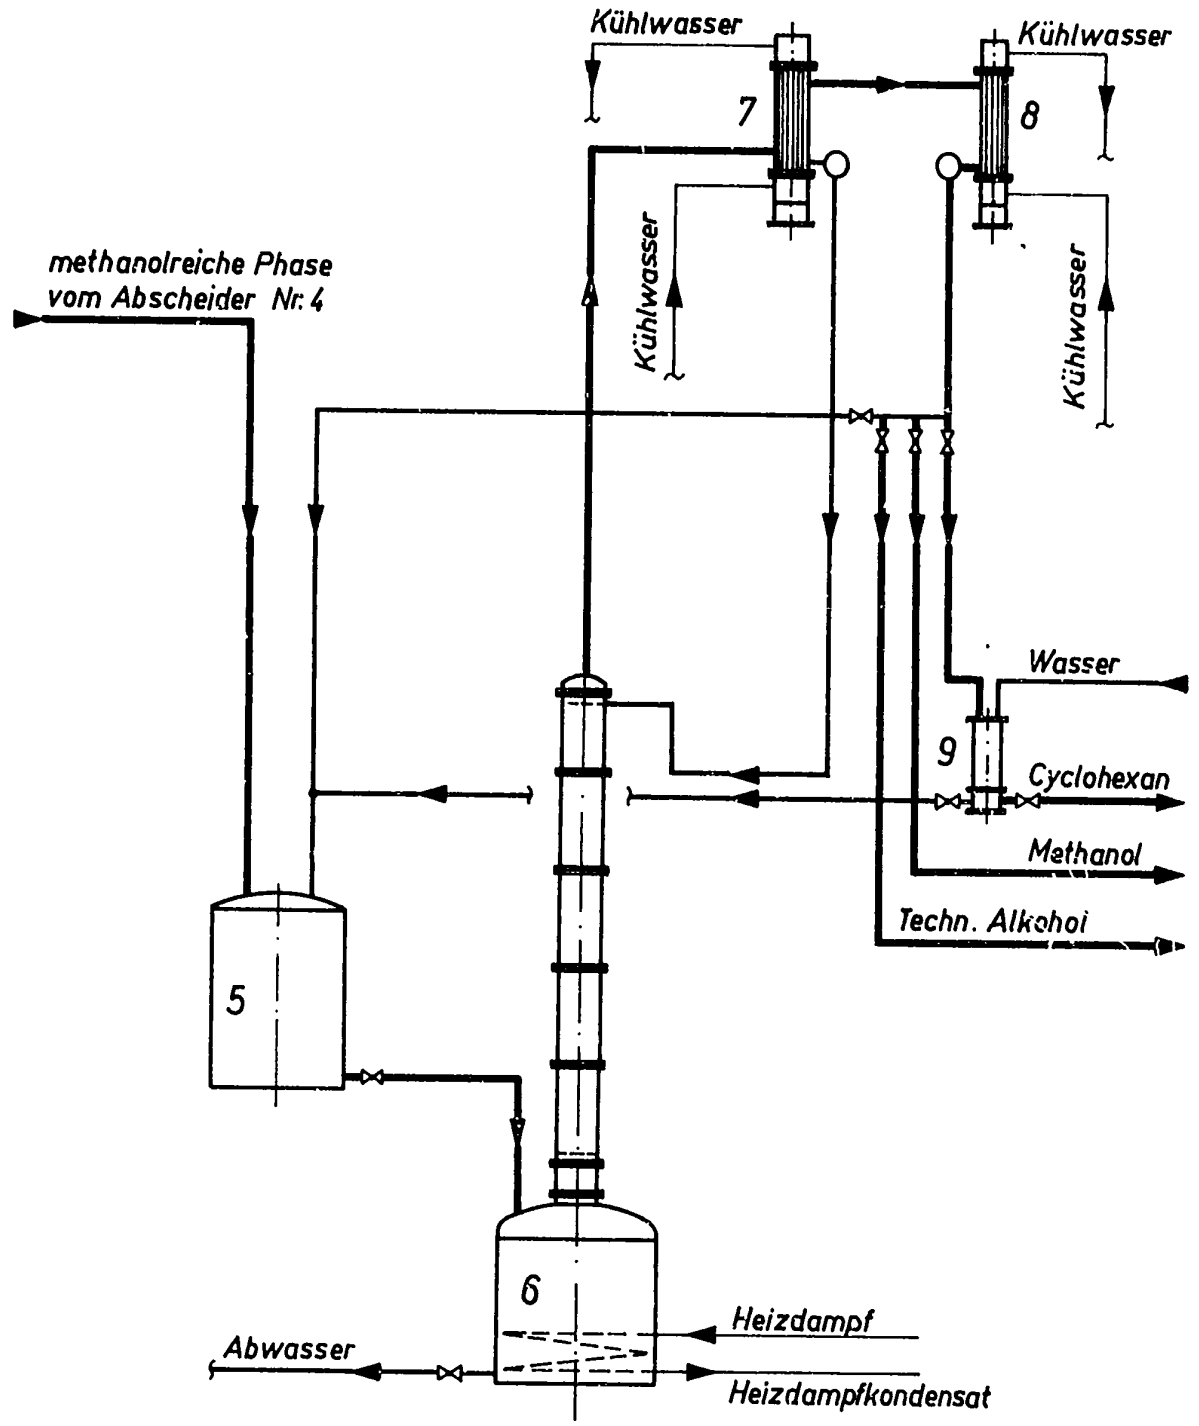 Kühlwasser
Kühlwasser
7
8
Kühlwasser
Kühlwasser
methanolreiche Phase
vom Abscheider Nr. 4
Wasser
9
Cyclohexan
Methanol
Techn. Alkohol
5
6
Heizdampf
Abwasser
Heizdampfkondensat